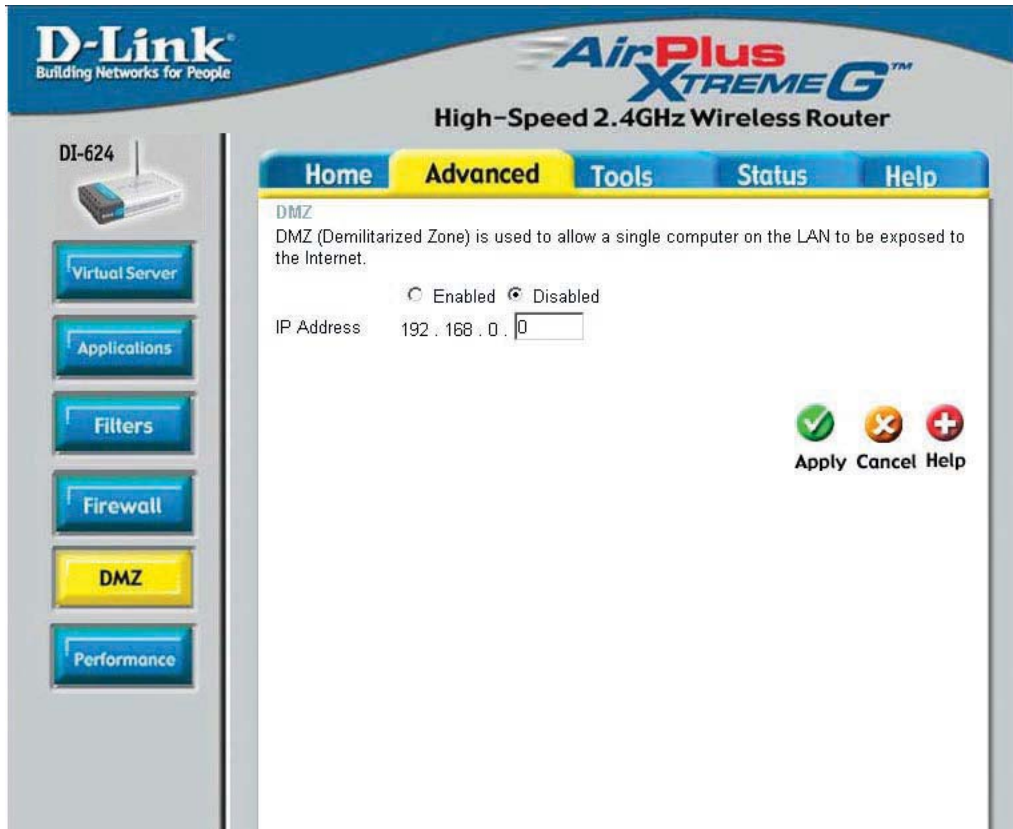 D-Link
Building Networks for People
AirPlus
XTREME G™
High-Speed 2.4GHz Wireless Router
DI-624
Home Advanced Tools Status Help
DMZ
DMZ (Demilitarized Zone) is used to allow a single computer on the LAN to be exposed to
the Internet.
Enabled Disabled
IP Address 192 . 168 . 0 . 0
Apply Cancel Help
Virtual Server
Applications
Filters
Firewall
DMZ
Performance